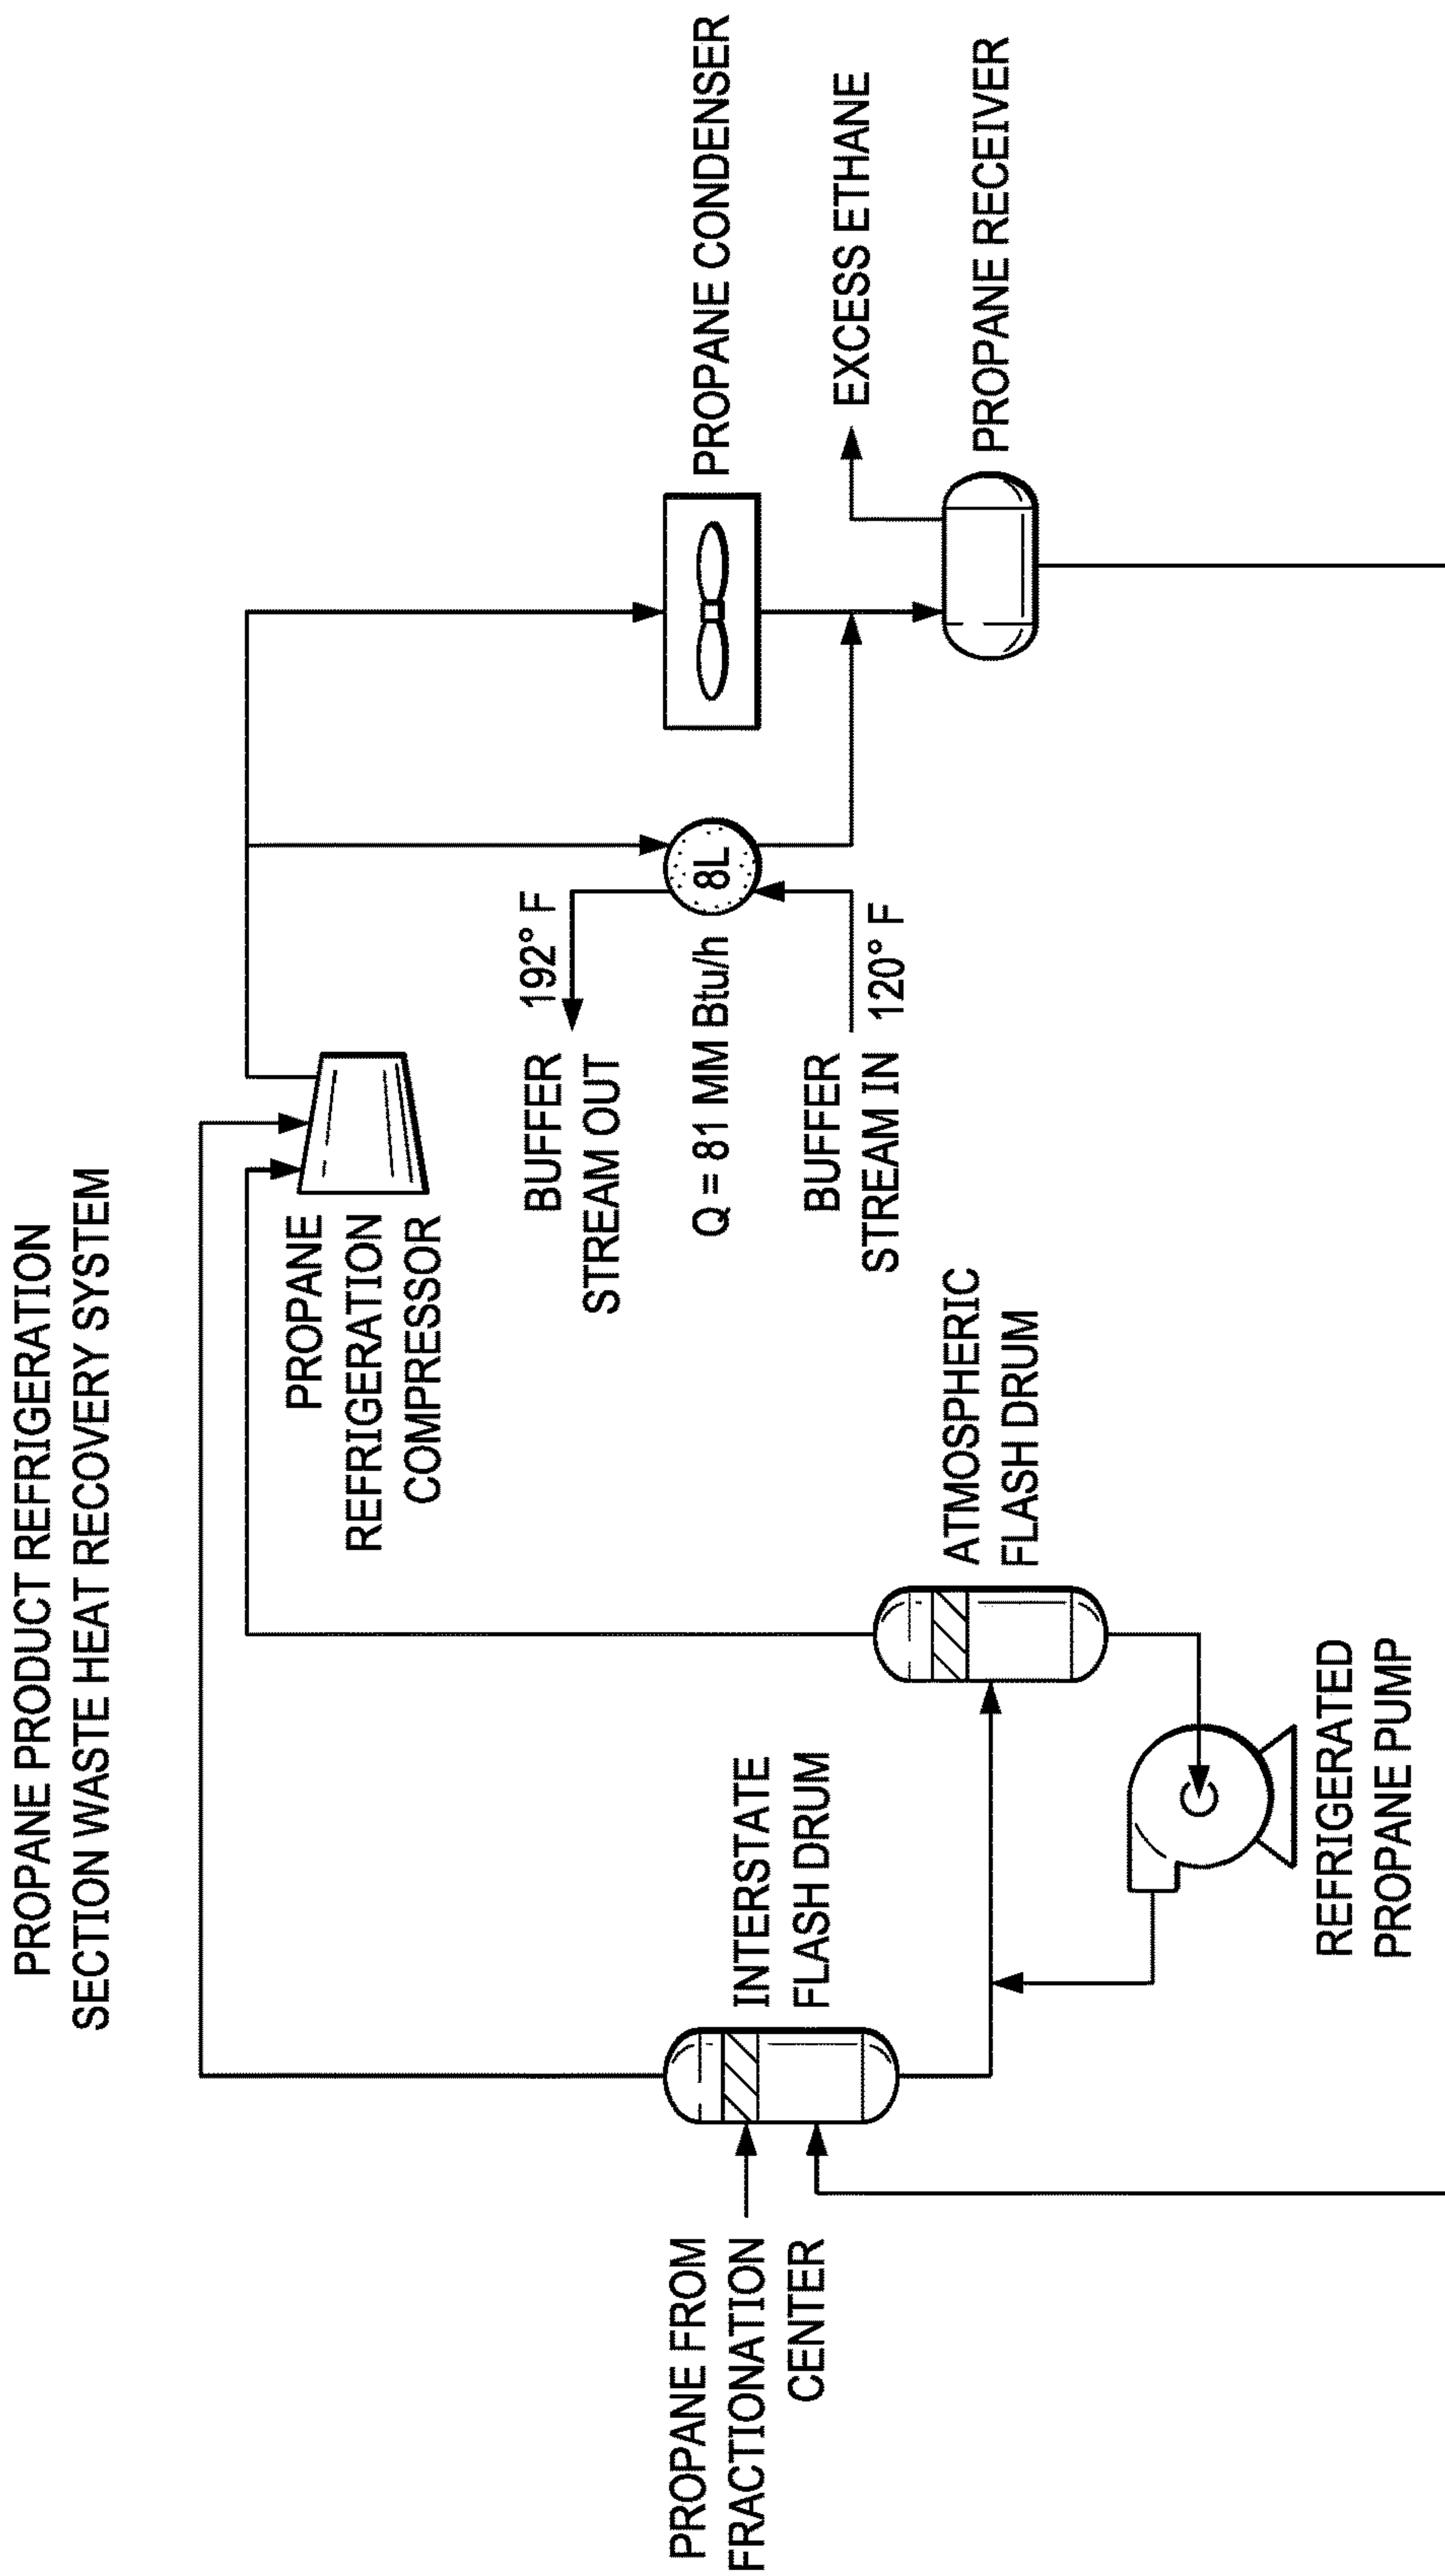 PROPANE PRODUCT REFRIGERATION
SECTION WASTE HEAT RECOVERY SYSTEM
PROPANE
REFRIGERATION
COMPRESSOR
BUFFER
STREAM OUT
192° F
Q = 81 MM Btu/h
8L
BUFFER
STREAM IN
120° F
PROPANE CONDENSER
EXCESS ETHANE
PROPANE RECEIVER
PROPANE FROM
FRACTIONATION
CENTER
INTERSTATE
FLASH DRUM
ATMOSPHERIC
FLASH DRUM
REFRIGERATED
PROPANE PUMP